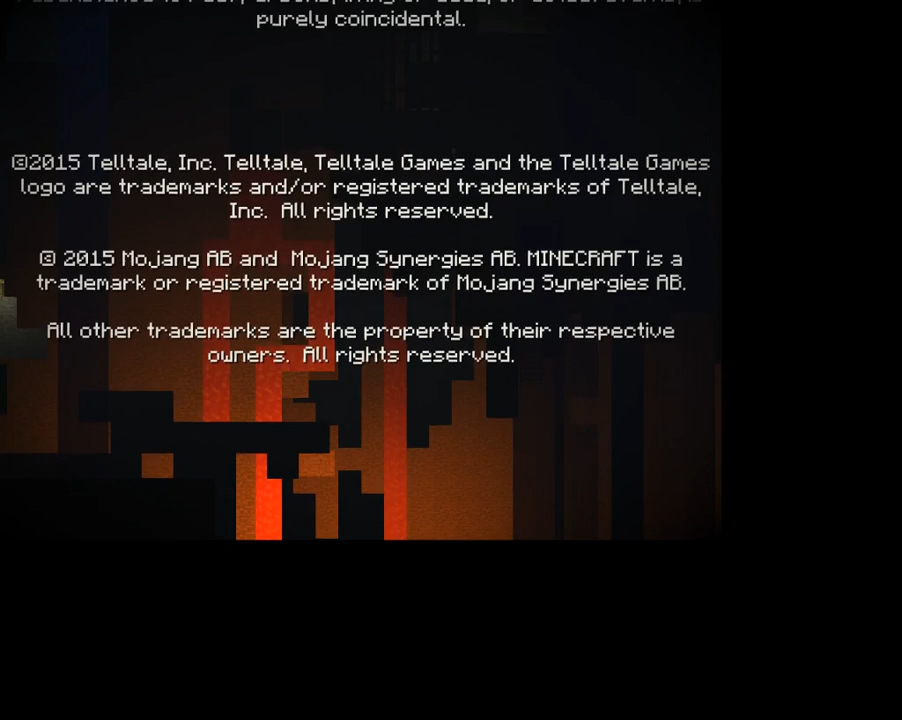 purely coincidental.
©2015 Telltale, Inc. Telltale, Telltale Games and the Telltale Games
logo are trademarks and/or registered trademarks of Telltale,
Inc. All rights reserved.
© 2015 Mojang AB and Mojang Synergies AB. MINECRAFT is a
trademark or registered trademark of Mojang Synergies AB.
All other trademarks are the property of their respective
owners. All rights reserved.